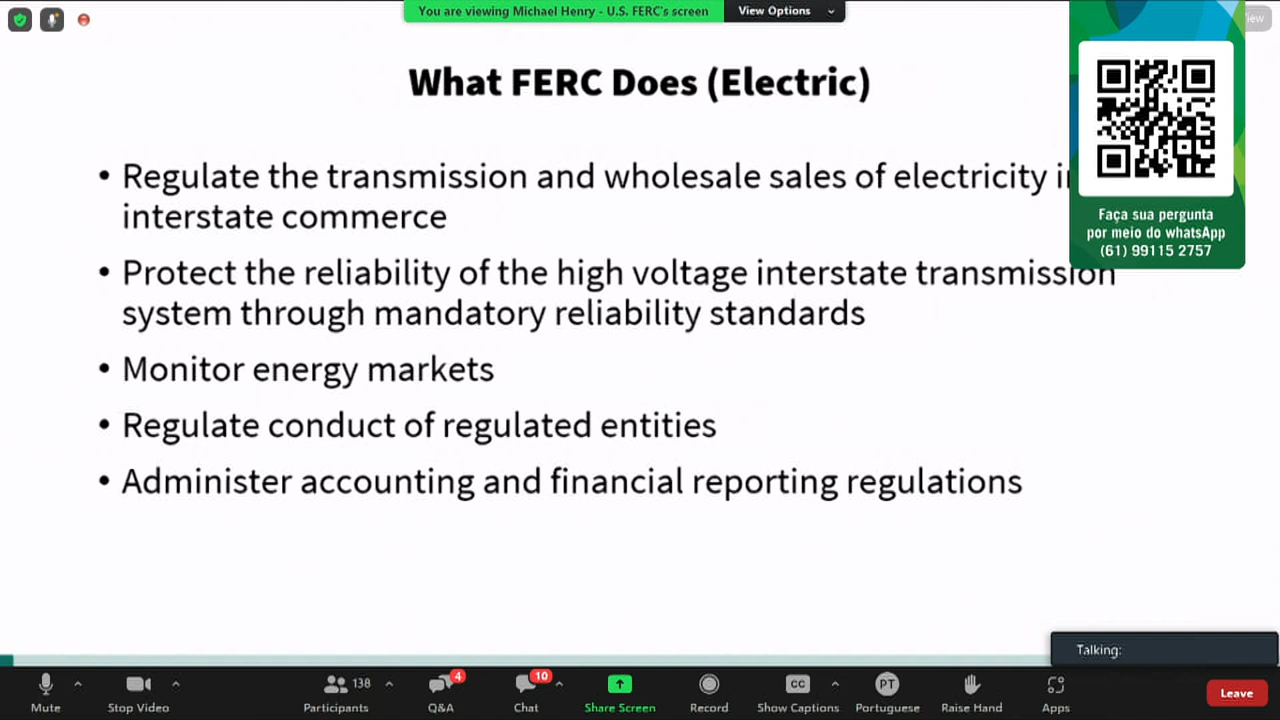 You are viewing Michael Henry - U.S. FERC's screen
View Options
What FERC Does (Electric)
• Regulate the transmission and wholesale sales of electricity
interstate commerce
• Protect the reliability of the high voltage interstate transmission
system through mandatory reliability standards
• Monitor energy markets
• Regulate conduct of regulated entities
• Administer accounting and financial reporting regulations
Faça sua pergunta
por meio do whatsApp
(61) 99115 2757
Talking:
Mute
Stop Video
138
Participants
4
Q&A
10
Chat
Share Screen
Record
CC
Show Captions
PT
Portuguese
Raise Hand
Apps
Leave